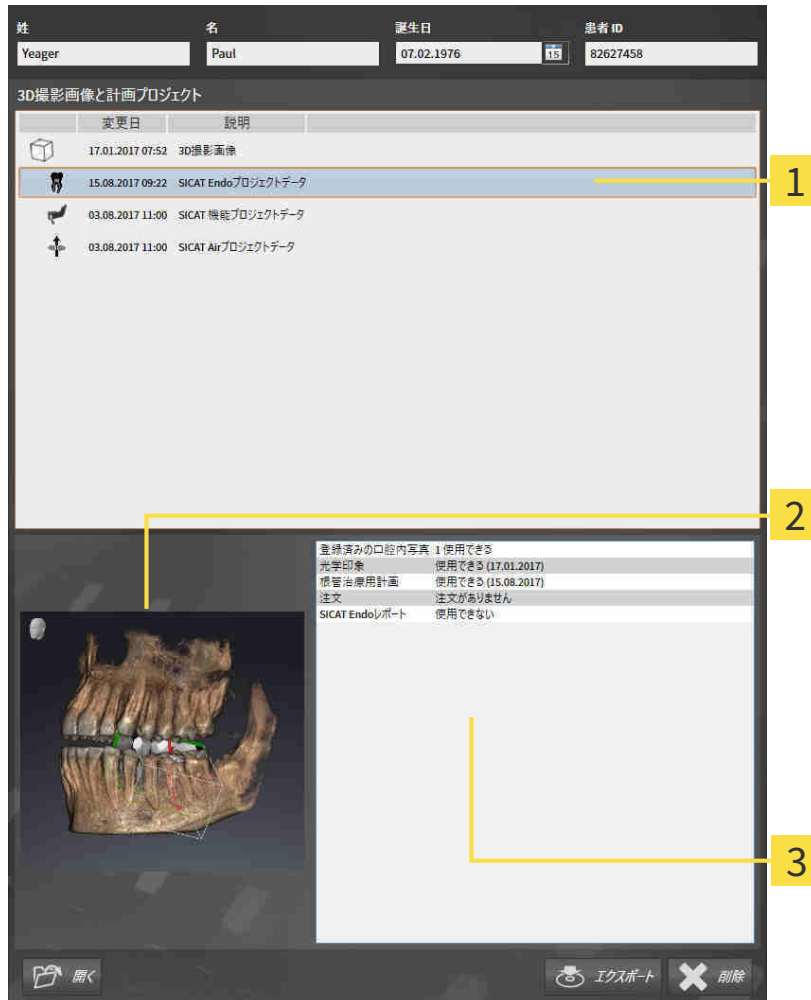 姓 名 誕生日 患者 ID
Yeager Paul 07.02.1976 15 82627458
3D撮影画像と計画プロジェクト
変更日 説明
17.01.2017 07:52 3D撮影画像
15.08.2017 09:22 SICAT Endoプロジェクトデータ
1
03.08.2017 11:00 SICAT 機能プロジェクトデータ
03.08.2017 11:00 SICAT Airプロジェクトデータ
2
登録済みの口腔内写真 1 使用できる
光学印象 使用できる (17.01.2017)
根管治療用計画 使用できる (15.08.2017)
注文 注文がありません
SICAT Endoレポート 使用できない
3
開く エクスポート 削除